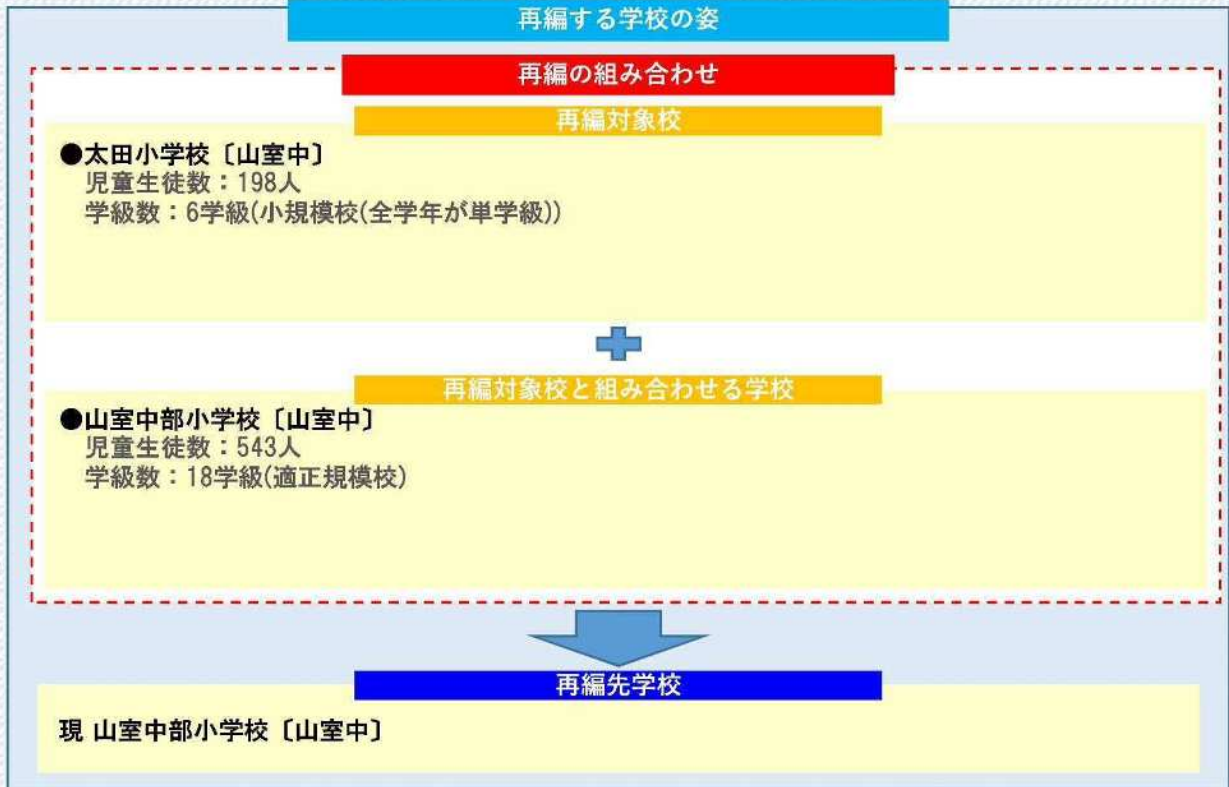 再編する学校の姿
再編の組み合わせ
再編対象校
●太田小学校〔山室中〕
児童生徒数：198人
学級数：6学級(小規模校(全学年が単学級))
再編対象校と組み合わせる学校
●山室中部小学校〔山室中〕
児童生徒数：543人
学級数：18学級(適正規模校)
再編先学校
現 山室中部小学校〔山室中〕